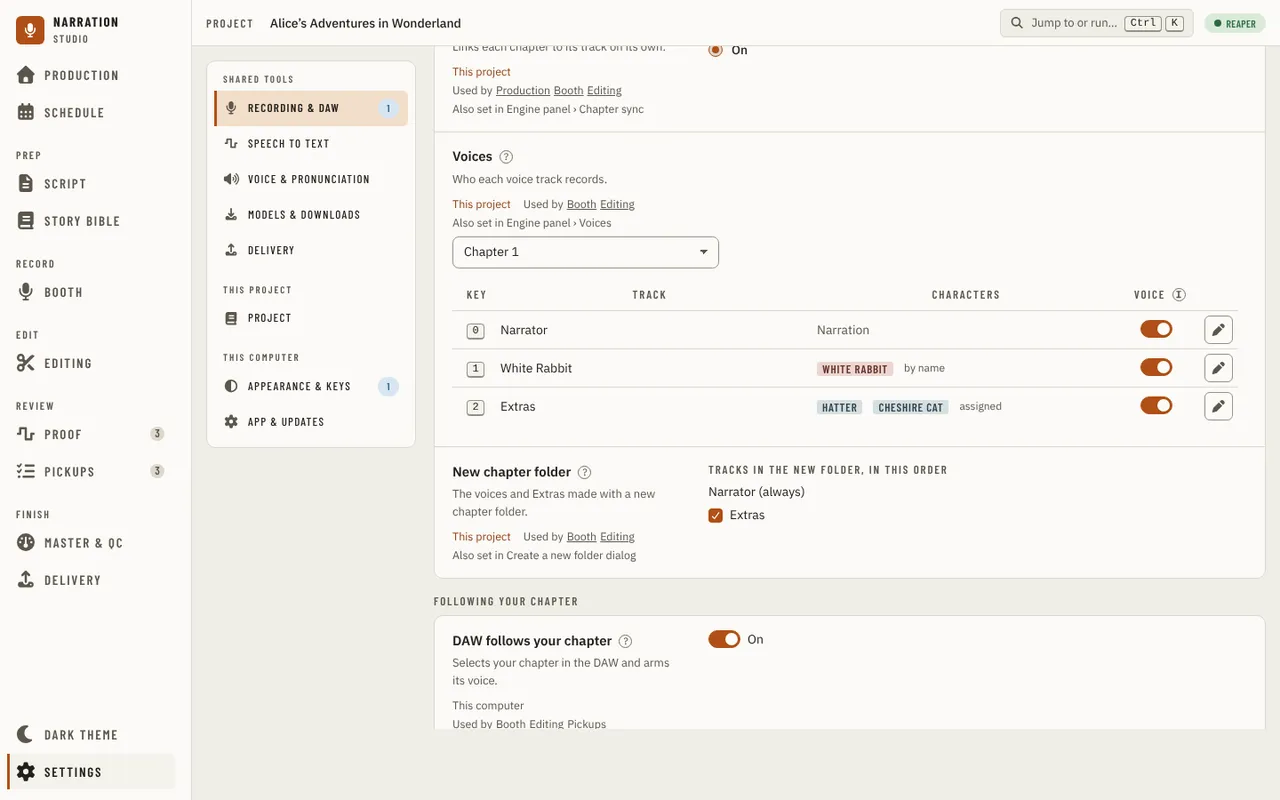 NARRATION
STUDIO
PRODUCTION
SCHEDULE
PREP
SCRIPT
STORY BIBLE
RECORD
BOOTH
EDIT
EDITING
REVIEW
PROOF 3
PICKUPS 3
FINISH
MASTER & QC
DELIVERY
DARK THEME
SETTINGS
PROJECT Alice's Adventures in Wonderland
Jump to or run... Ctrl K
REAPER
SHARED TOOLS
RECORDING & DAW 1
SPEECH TO TEXT
VOICE & PRONUNCIATION
MODELS & DOWNLOADS
DELIVERY
THIS PROJECT
PROJECT
THIS COMPUTER
APPEARANCE & KEYS 1
APP & UPDATES
Links each chapter to its track on its own.
On
This project
Used by Production Booth Editing
Also set in Engine panel › Chapter sync
Voices ?
Who each voice track records.
This project Used by Booth Editing
Also set in Engine panel › Voices
Chapter 1
KEY TRACK CHARACTERS VOICE I
0 Narrator Narration
1 White Rabbit WHITE RABBIT by name
2 Extras HATTER CHESHIRE CAT assigned
New chapter folder ?
The voices and Extras made with a new
chapter folder.
This project Used by Booth Editing
Also set in Create a new folder dialog
TRACKS IN THE NEW FOLDER, IN THIS ORDER
Narrator (always)
Extras
FOLLOWING YOUR CHAPTER
DAW follows your chapter ?
On
Selects your chapter in the DAW and arms
its voice.
This computer
Used by Booth Editing Pickups